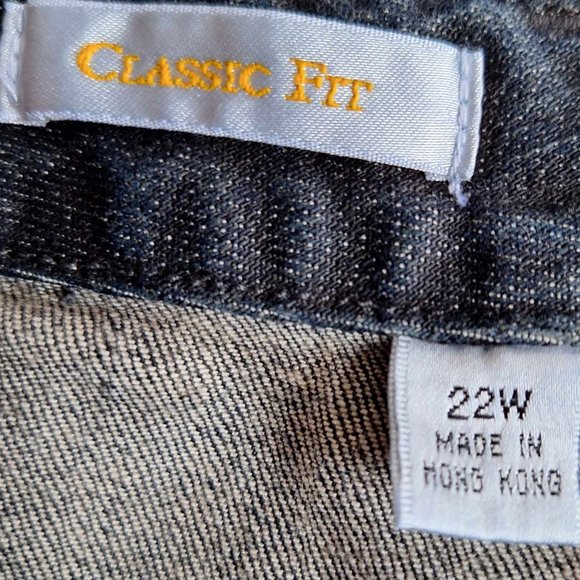 CLASSIC FIT
22W
MADE IN
HONG KONG